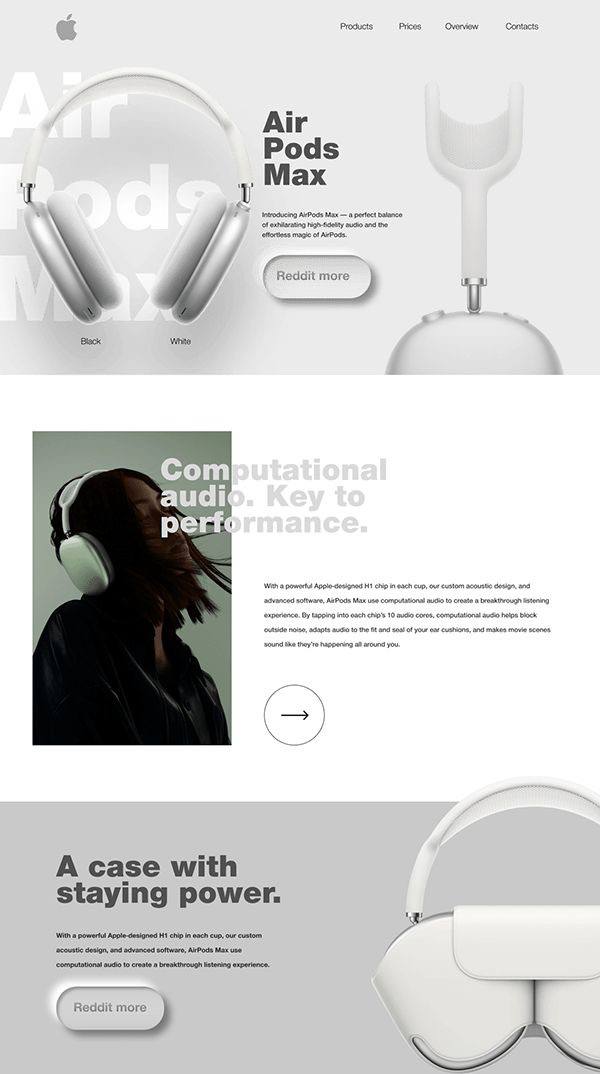 Products Prices Overview Contacts
Air
Pods
Max
Air
Pods
Max
Introducing AirPods Max — a perfect balance
of exhilarating high-fidelity audio and the
effortless magic of AirPods.
Reddit more
Black White
Computational
audio. Key to
performance.
With a powerful Apple-designed H1 chip in each cup, our custom acoustic design, and
advanced software, AirPods Max use computational audio to create a breakthrough listening
experience. By tapping into each chip's 10 audio cores, computational audio helps block
outside noise, adapts audio to the fit and seal of your ear cushions, and makes movie scenes
sound like they're happening all around you.
A case with
staying power.
With a powerful Apple-designed H1 chip in each cup, our custom
acoustic design, and advanced software, AirPods Max use
computational audio to create a breakthrough listening experience.
Reddit more